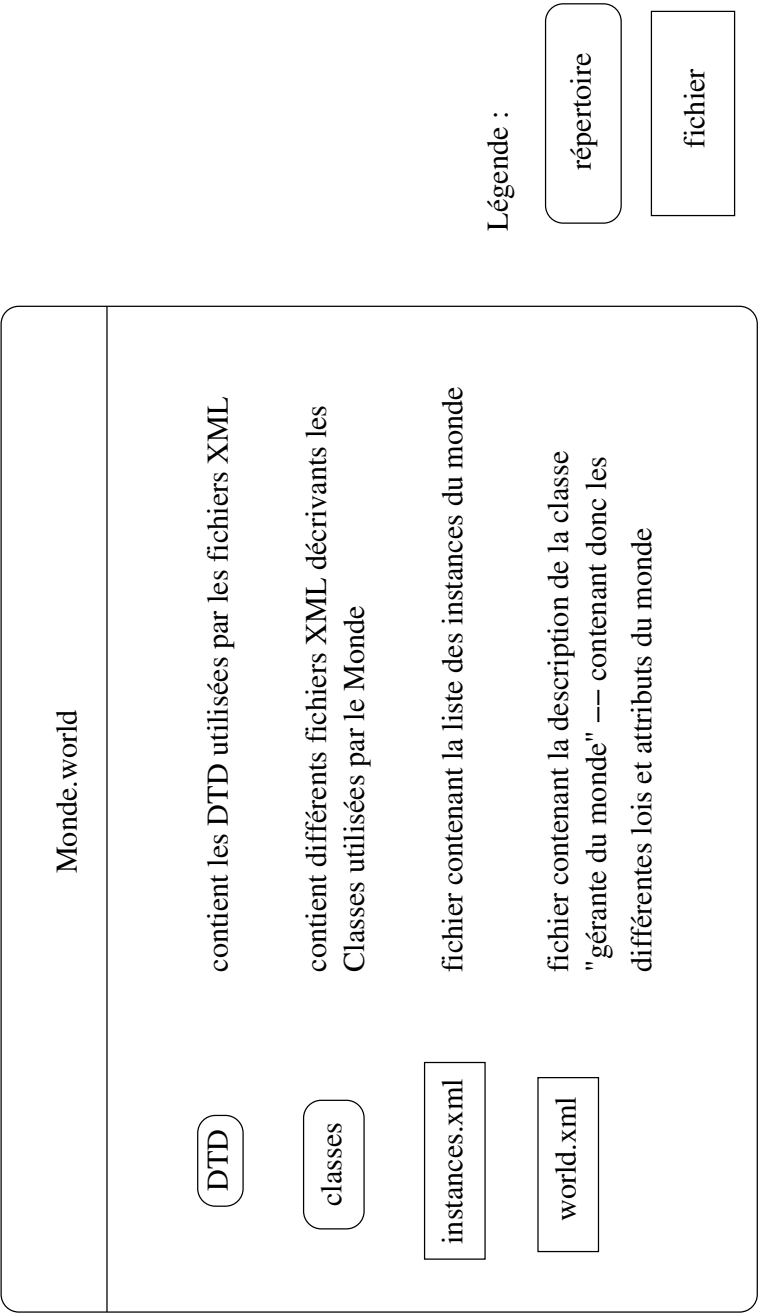 Monde.world
DTD
contient les DTD utilisées par les fichiers XML
classes
contient différents fichiers XML décrivants les
Classes utilisées par le Monde
instances.xml
fichier contenant la liste des instances du monde
world.xml
fichier contenant la description de la classe
"gérante du monde" −− contenant donc les
différentes lois et attributs du monde
Légende :
répertoire
fichier